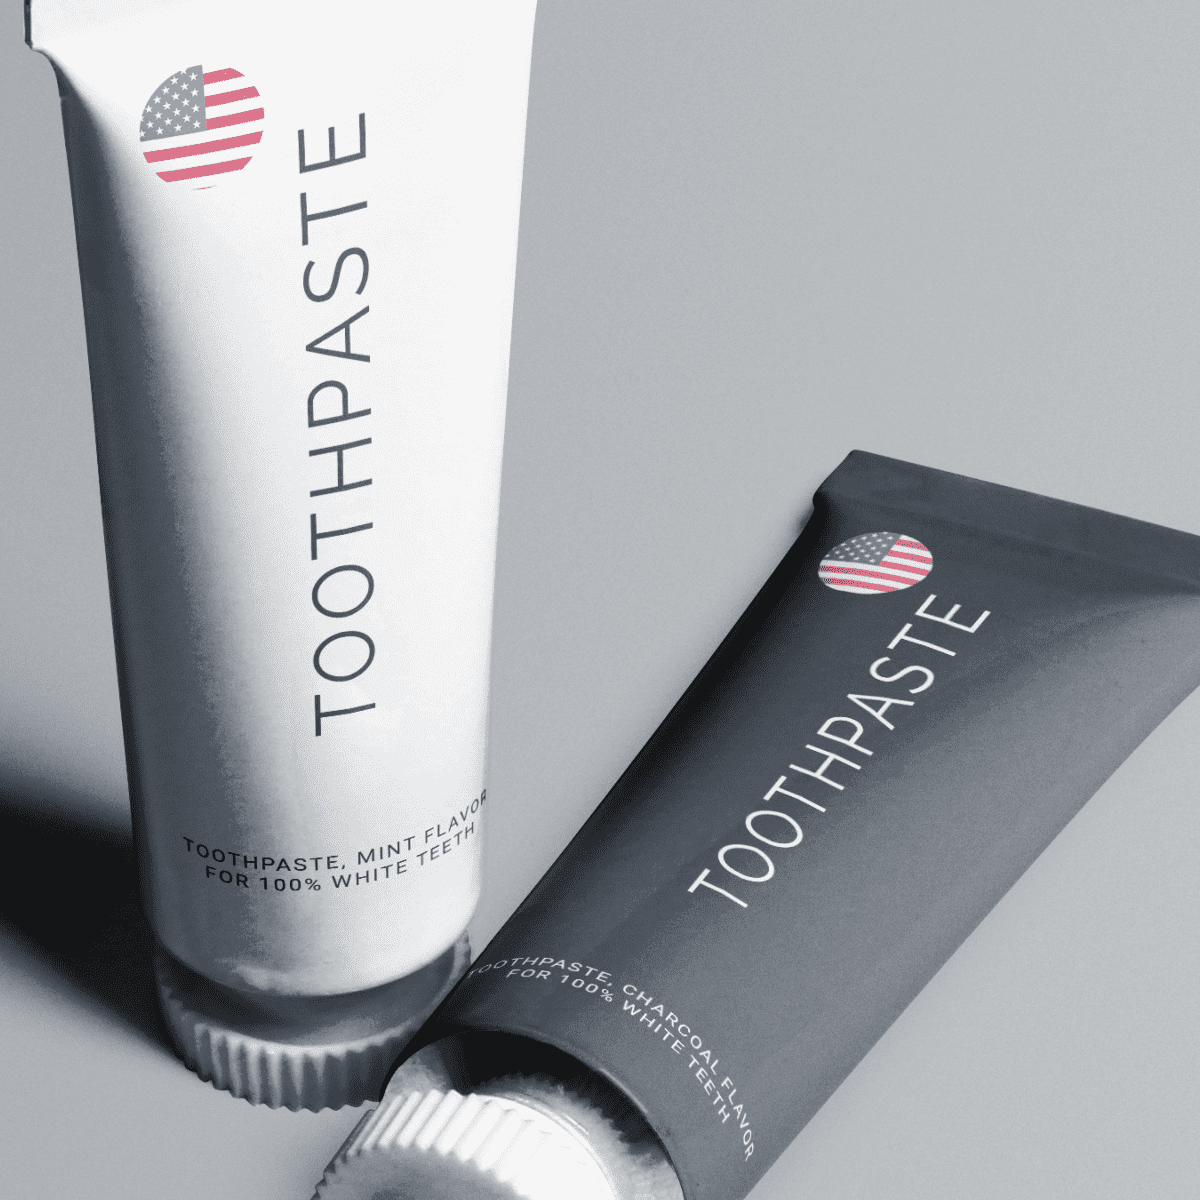 TOOTHPASTE
TOOTHPASTE, MINT FLAVOR
FOR 100% WHITE TEETH
TOOTHPASTE
TOOTHPASTE, CHARCOAL FLAVOR
FOR 100% WHITE TEETH